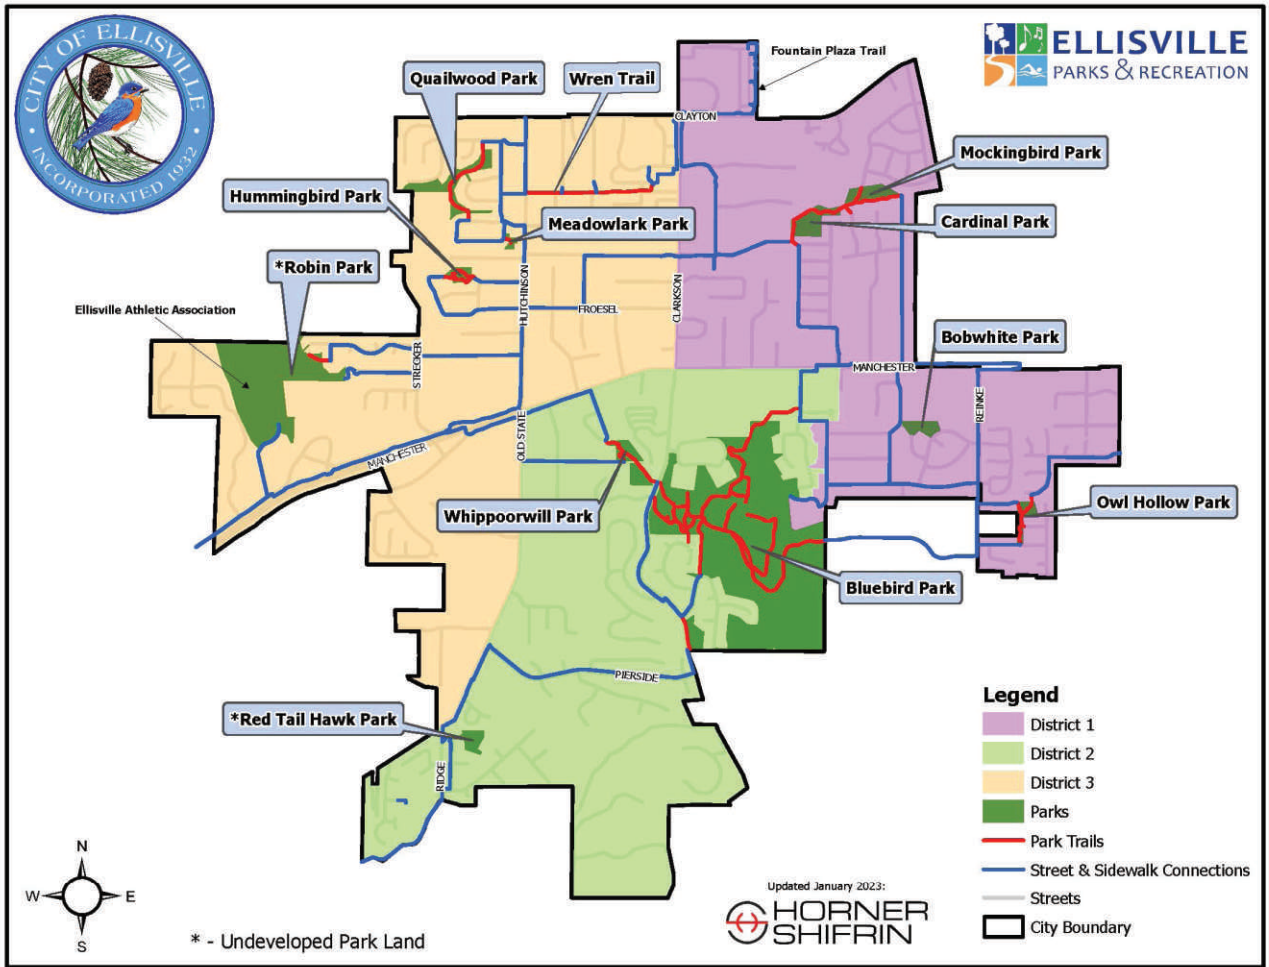 CITY OF ELLISVILLE
INCORPORATED 1932
ELLISVILLE
PARKS & RECREATION
Fountain Plaza Trail
Quailwood Park
Wren Trail
CLAYTON
Mockingbird Park
Hummingbird Park
Meadowlark Park
Cardinal Park
*Robin Park
HUTCHINSON
CLARKSON
Ellisville Athletic Association
FROESEL
Bobwhite Park
STRECKER
MANCHESTER
REINKE
OLD STATE
MANCHESTER
Whippoorwill Park
Owl Hollow Park
Bluebird Park
PIERSIDE
*Red Tail Hawk Park
RIDGE
Legend
District 1
District 2
District 3
Parks
Park Trails
Street & Sidewalk Connections
Streets
City Boundary
N
W
E
S
* - Undeveloped Park Land
Updated January 2023:
HORNER
SHIFRIN